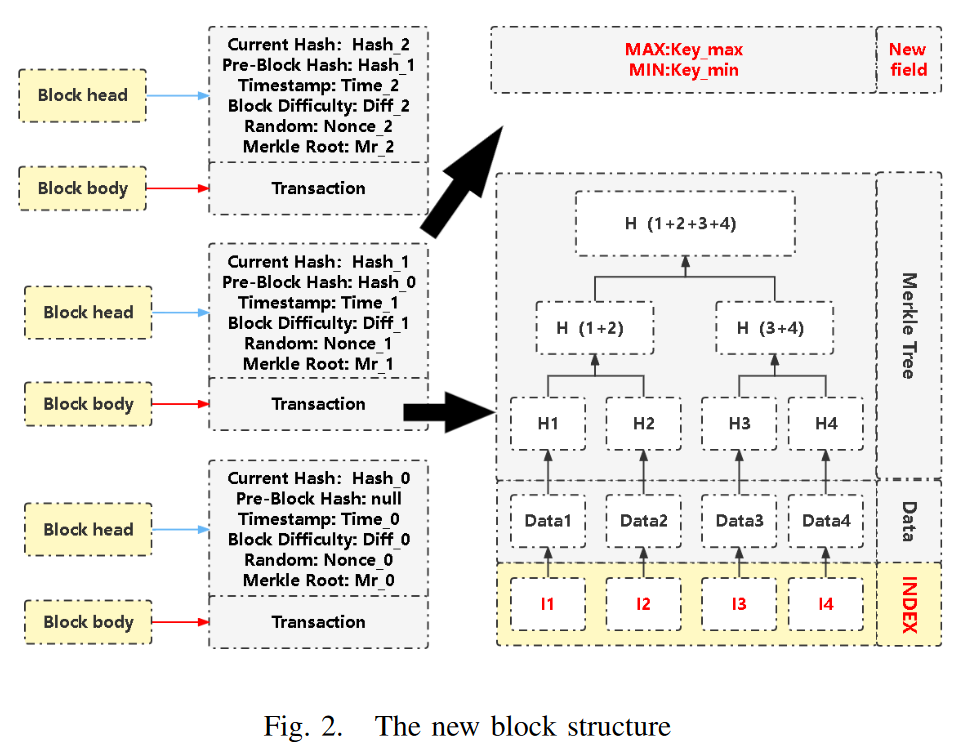 Block head
Current Hash:  Hash_2
Pre-Block Hash: Hash_1
Timestamp: Time_2
Block Difficulty: Diff_2
Random: Nonce_2
Merkle Root: Mr_2
Block body
Transaction
Block head
Current Hash:  Hash_1
Pre-Block Hash: Hash_0
Timestamp: Time_1
Block Difficulty: Diff_1
Random: Nonce_1
Merkle Root: Mr_1
Block body
Transaction
Block head
Current Hash:  Hash_0
Pre-Block Hash: null
Timestamp: Time_0
Block Difficulty: Diff_0
Random: Nonce_0
Merkle Root: Mr_0
Block body
Transaction
MAX:Key_max
MIN:Key_min
New
field
H (1+2+3+4)
H (1+2)
H (3+4)
H1
H2
H3
H4
Merkle Tree
Data1
Data2
Data3
Data4
Data
I1
I2
I3
I4
INDEX
Fig. 2. The new block structure